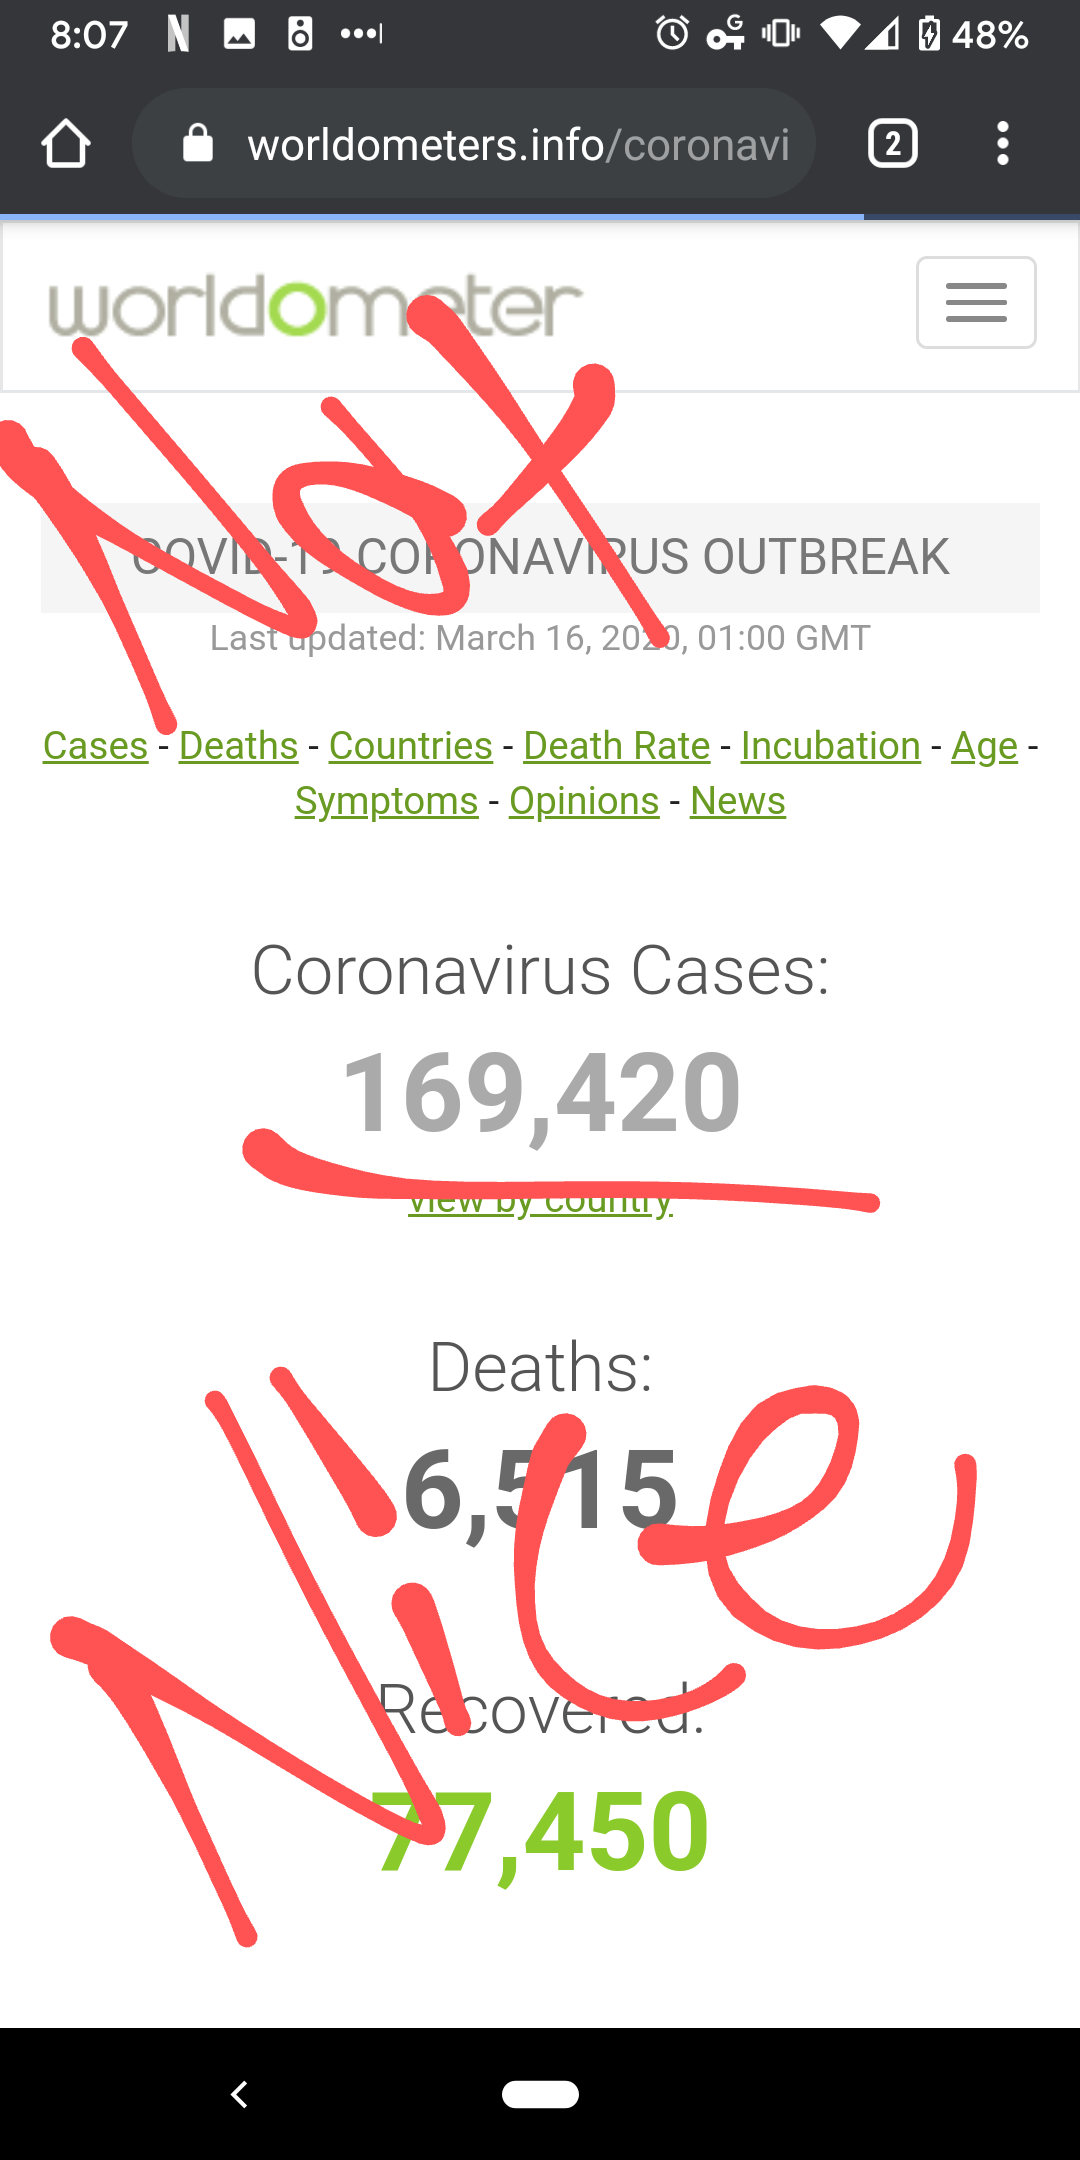 8:07 48%
worldometers.info/coronavi 2
worldometer
Not
COVID-19 CORONAVIRUS OUTBREAK
Last updated: March 16, 2020, 01:00 GMT
Cases - Deaths - Countries - Death Rate - Incubation - Age -
Symptoms - Opinions - News
Coronavirus Cases:
169,420
view by country
Deaths:
6,515
Nice
Recovered:
77,450